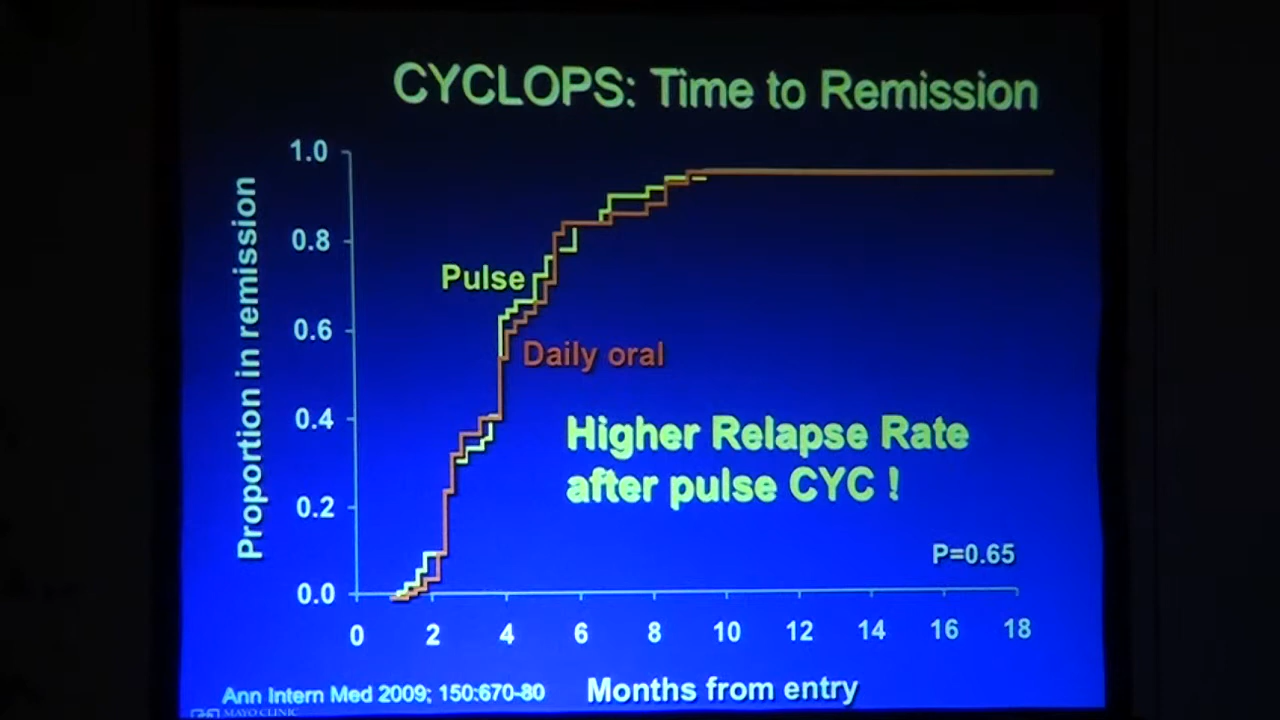 CYCLOPS: Time to Remission
Proportion in remission
1.0
0.8
0.6
0.4
0.2
0.0
Pulse
Daily oral
Higher Relapse Rate
after pulse CYC !
P=0.65
0 2 4 6 8 10 12 14 16 18
Months from entry
Ann Intern Med 2009; 150:670-80
MAYO CLINIC